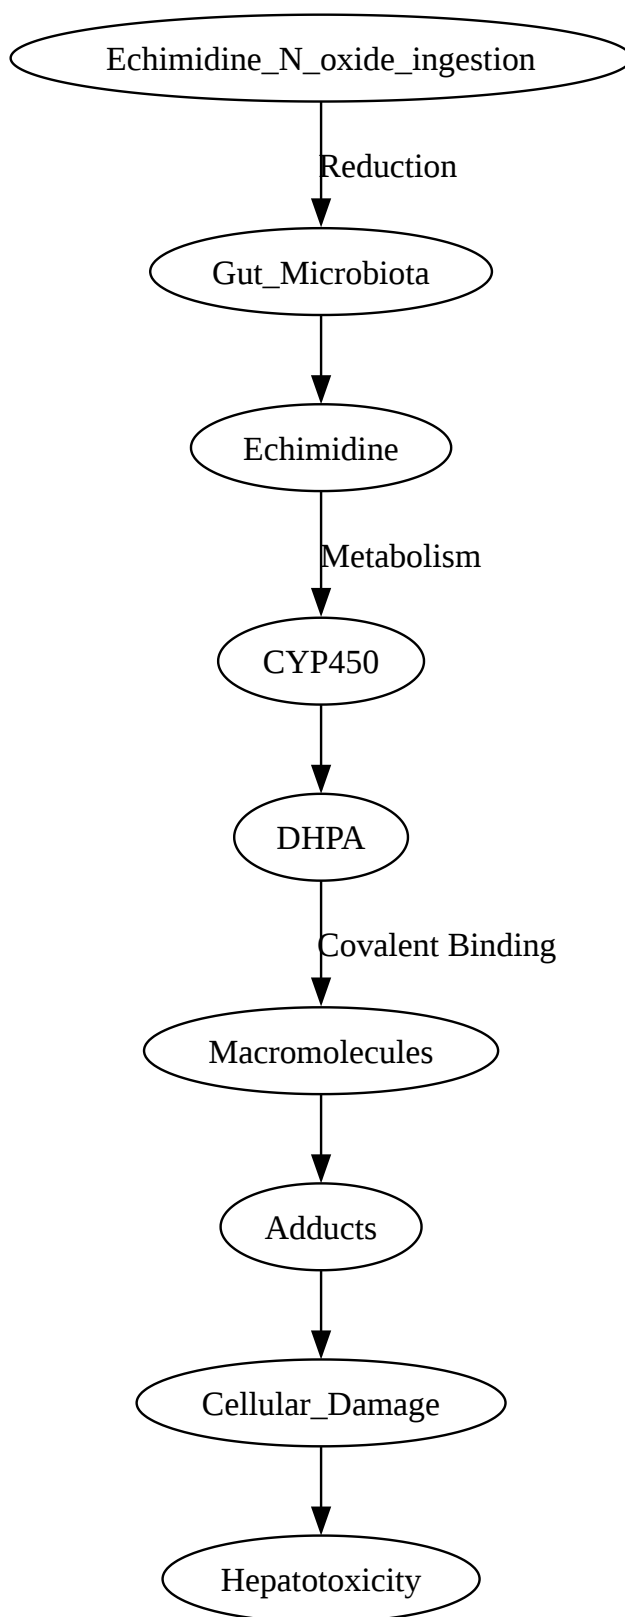 Echimidine_N_oxide_ingestion
Reduction
Gut_Microbiota
Echimidine
Metabolism
CYP450
DHPA
Covalent Binding
Macromolecules
Adducts
Cellular_Damage
Hepatotoxicity